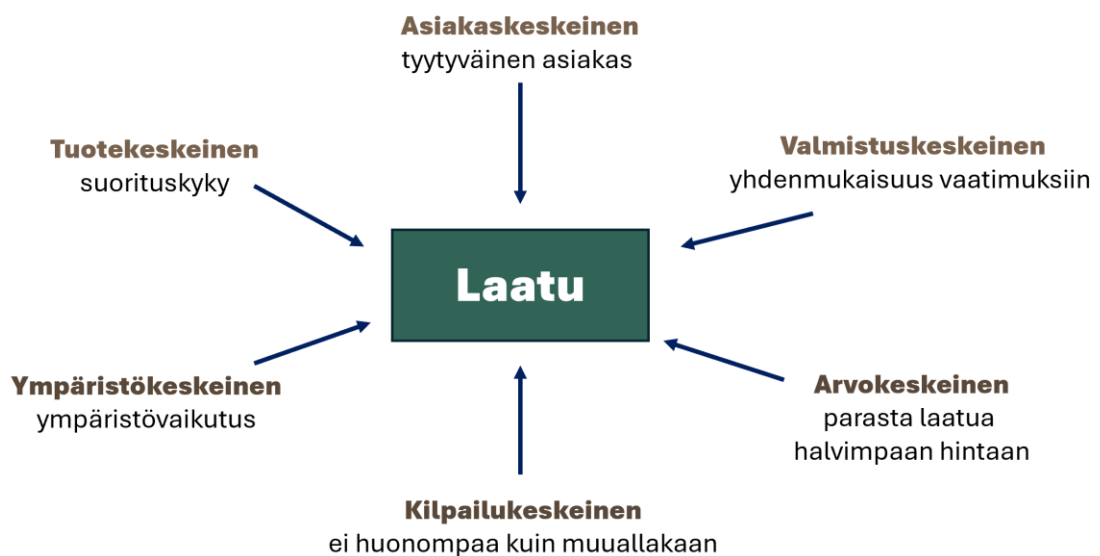 Asiakaskeskeinen
tyytyväinen asiakas
Tuotekeskeinen
suorituskyky
Valmistuskeskeinen
yhdenmukaisuus vaatimuksiin
Laatu
Ympäristökeskeinen
ympäristövaikutus
Arvokeskeinen
parasta laatua
halvimpaan hintaan
Kilpailukeskeinen
ei huonompaa kuin muuallakaan